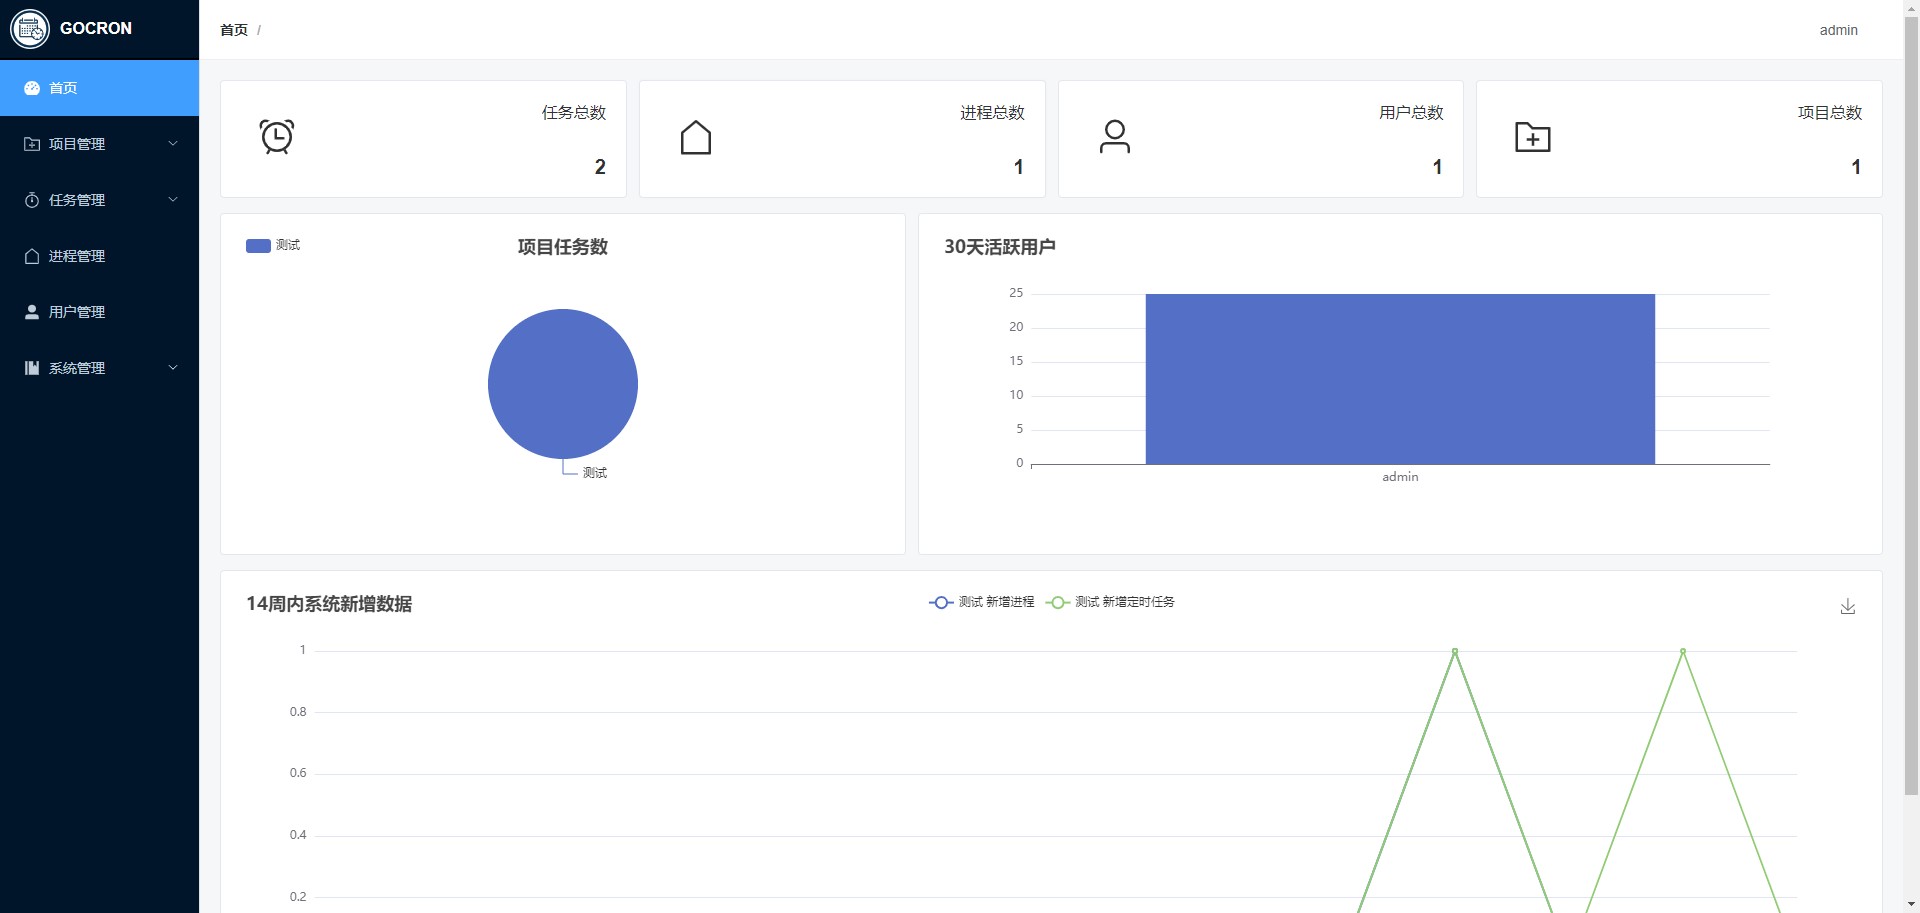 GOCRON
首页 /
admin
首页
项目管理
任务管理
进程管理
用户管理
系统管理
任务总数
2
进程总数
1
用户总数
1
项目总数
1
测试
项目任务数
测试
30天活跃用户
25
20
15
10
5
0
admin
14周内系统新增数据
测试 新增进程
测试 新增定时任务
1
0.8
0.6
0.4
0.2